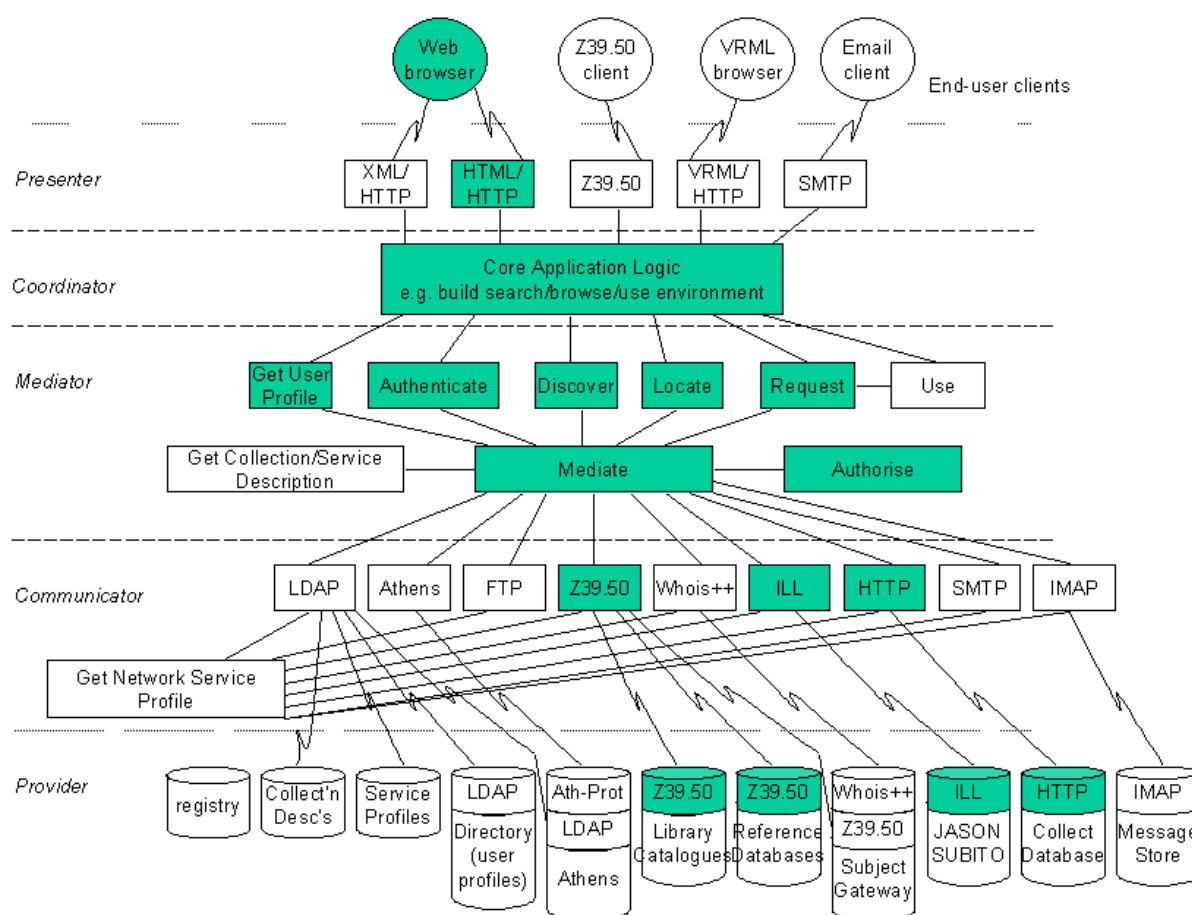 Web
browser
Z39.50
client
VRML
browser
Email
client
End-user clients
Presenter
XML/
HTTP
HTML/
HTTP
Z39.50
VRML/
HTTP
SMTP
Coordinator
Core Application Logic
e.g. build search/browse/use environment
Mediator
Get User
Profile
Authenticate
Discover
Locate
Request
Use
Get Collection/Service
Description
Mediate
Authorise
Communicator
LDAP
Athens
FTP
Z39.50
Whois++
ILL
HTTP
SMTP
IMAP
Get Network Service
Profile
Provider
registry
Collect'n
Desc's
Service
Profiles
LDAP
Directory
(user
profiles)
Ath-Prot
LDAP
Athens
Z39.50
Library
Catalogues
Z39.50
Reference
Databases
Whois++
Z39.50
Subject
Gateway
ILL
JASON
SUBITO
HTTP
Collect
Database
IMAP
Message
Store